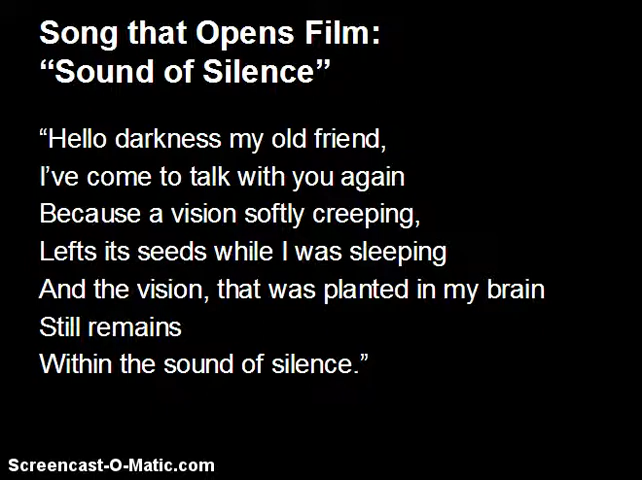 Song that Opens Film:
“Sound of Silence”
“Hello darkness my old friend,
I’ve come to talk with you again
Because a vision softly creeping,
Lefts its seeds while I was sleeping
And the vision, that was planted in my brain
Still remains
Within the sound of silence.”
Screencast-O-Matic.com